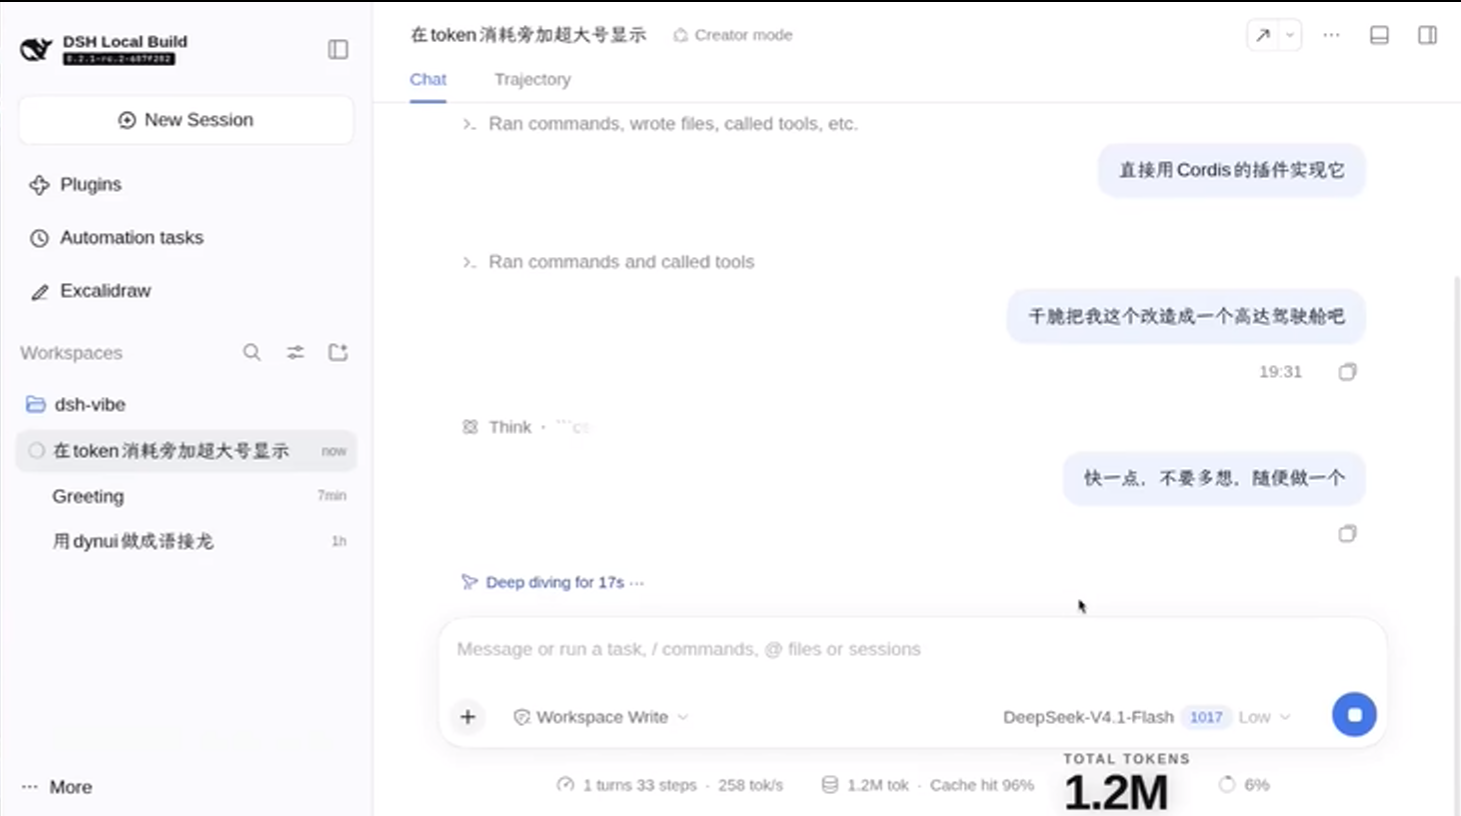 DSH Local Build
0.2.1-rc.2-607f202
New Session
Plugins
Automation tasks
Excalidraw
Workspaces
dsh-vibe
在token消耗旁加超大号显示 now
Greeting 7min
用dynui做成语接龙 1h
More
在token消耗旁加超大号显示 Creator mode
Chat Trajectory
Ran commands, wrote files, called tools, etc.
直接用Cordis的插件实现它
Ran commands and called tools
干脆把我这个改造成一个高达驾驶舱吧
19:31
Think · ```cs
快一点，不要多想，随便做一个
Deep diving for 17s ···
Message or run a task, / commands, @ files or sessions
Workspace Write DeepSeek-V4.1-Flash 1017 Low
TOTAL TOKENS
1 turns 33 steps · 258 tok/s 1.2M tok · Cache hit 96% 1.2M 6%